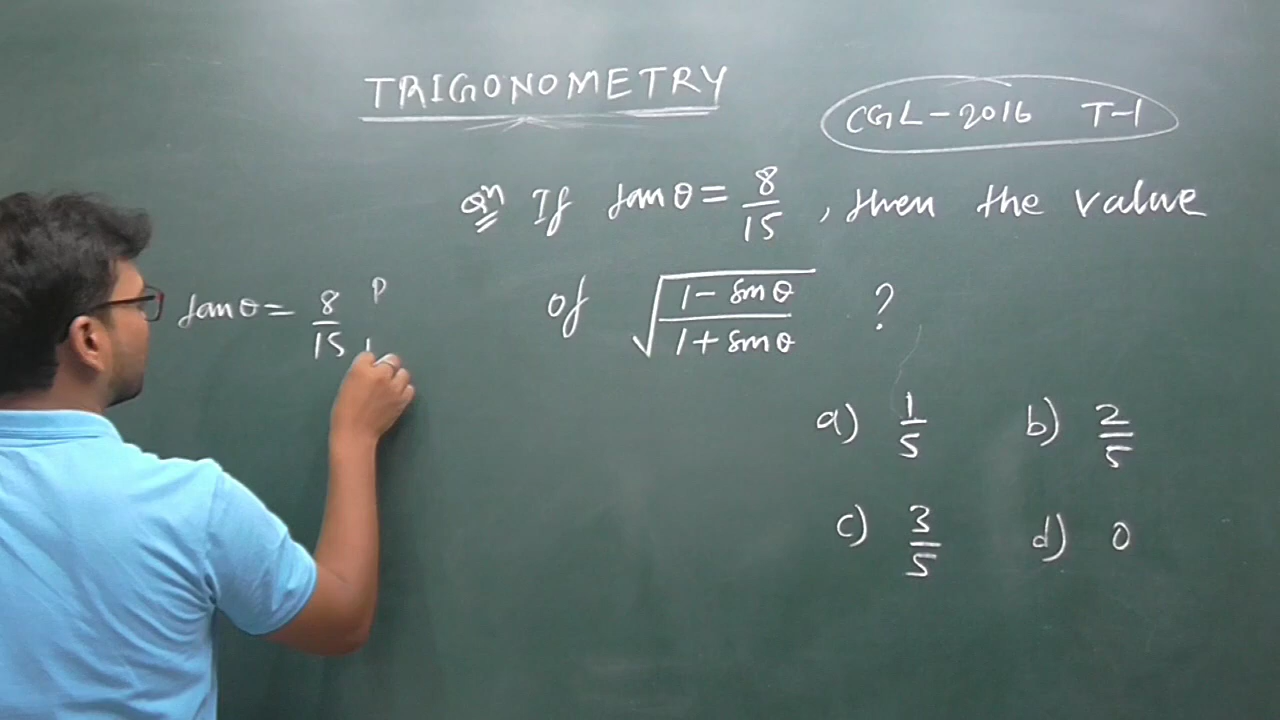 TRIGONOMETRY
CGL-2016 T-1
Qn If tanθ = 8/15, then the value
of √((1 - sinθ)/(1 + sinθ)) ?
tanθ = 8/15 P
a) 1/5 b) 2/5
c) 3/5 d) 0